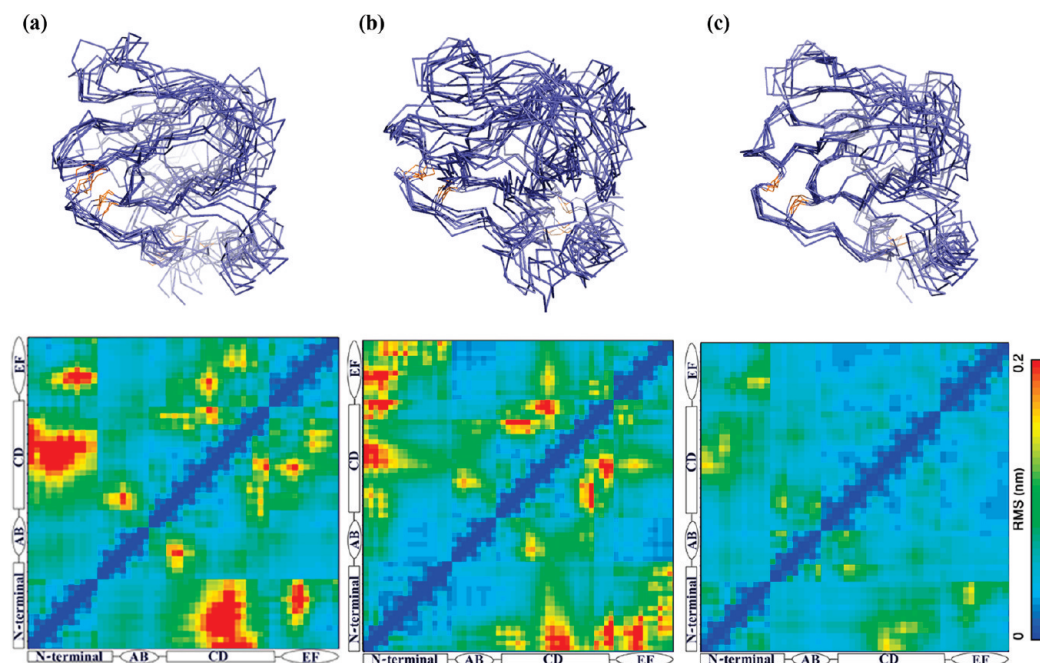 (a)
(b)
(c)
EF
CD
AB
N-terminal
N-terminal
AB
CD
EF
EF
CD
AB
N-terminal
N-terminal
AB
CD
EF
EF
CD
AB
N-terminal
N-terminal
AB
CD
EF
0.2
RMS (nm)
0